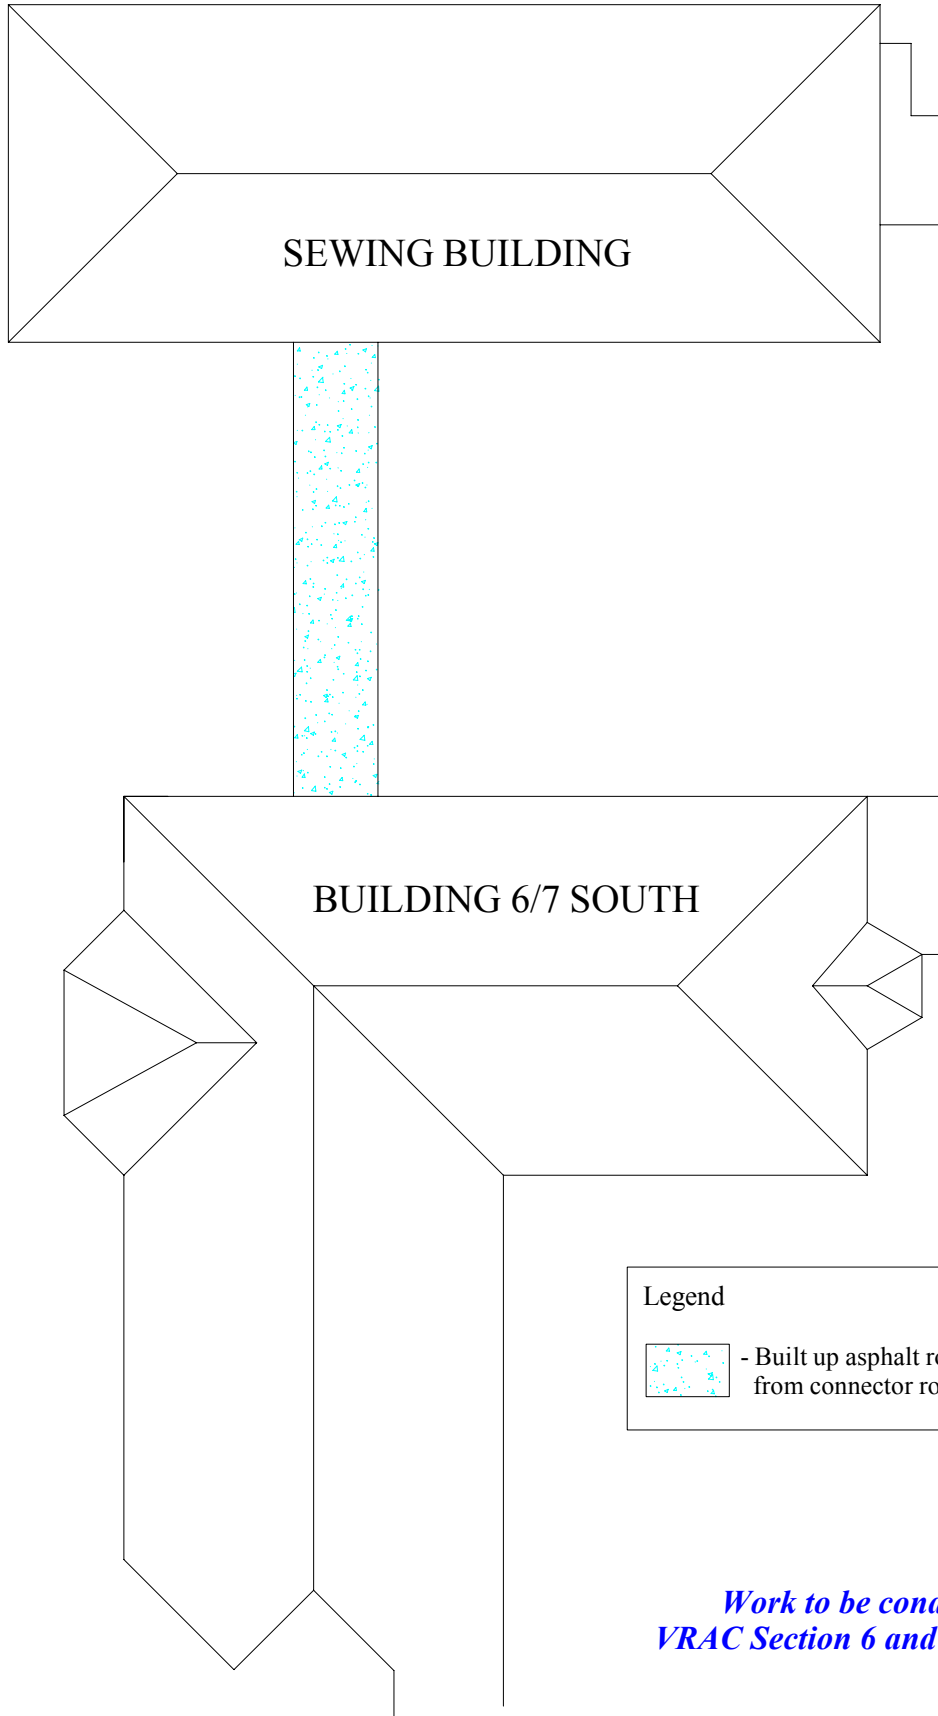 SEWING BUILDING
BUILDING 6/7 SOUTH
Legend
- Built up asphalt
from connector
Work to be
VRAC Section 6 and